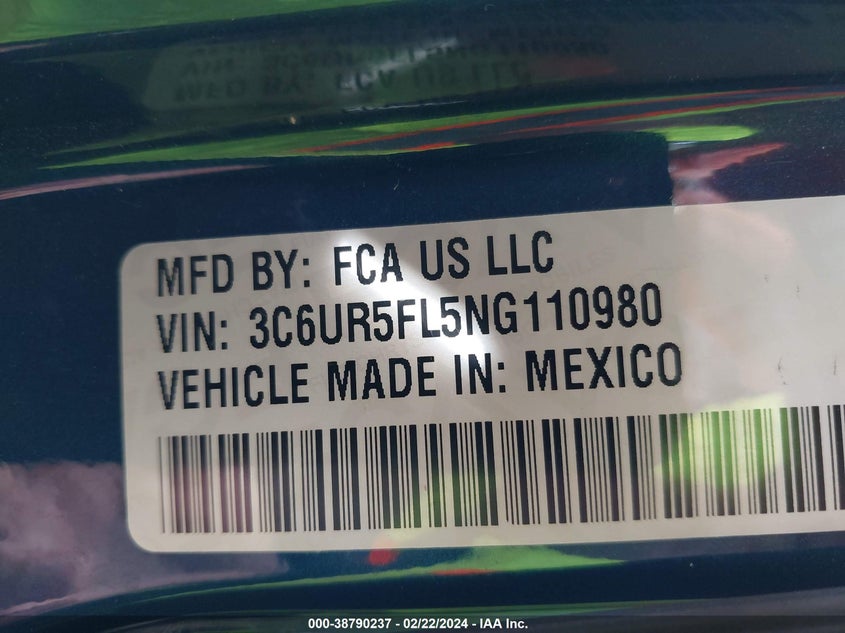 MFD BY: FCA US LLC
VIN: 3C6UR5FL5NG110980
VEHICLE MADE IN: MEXICO
000-38790237 - 02/22/2024 - IAA Inc.